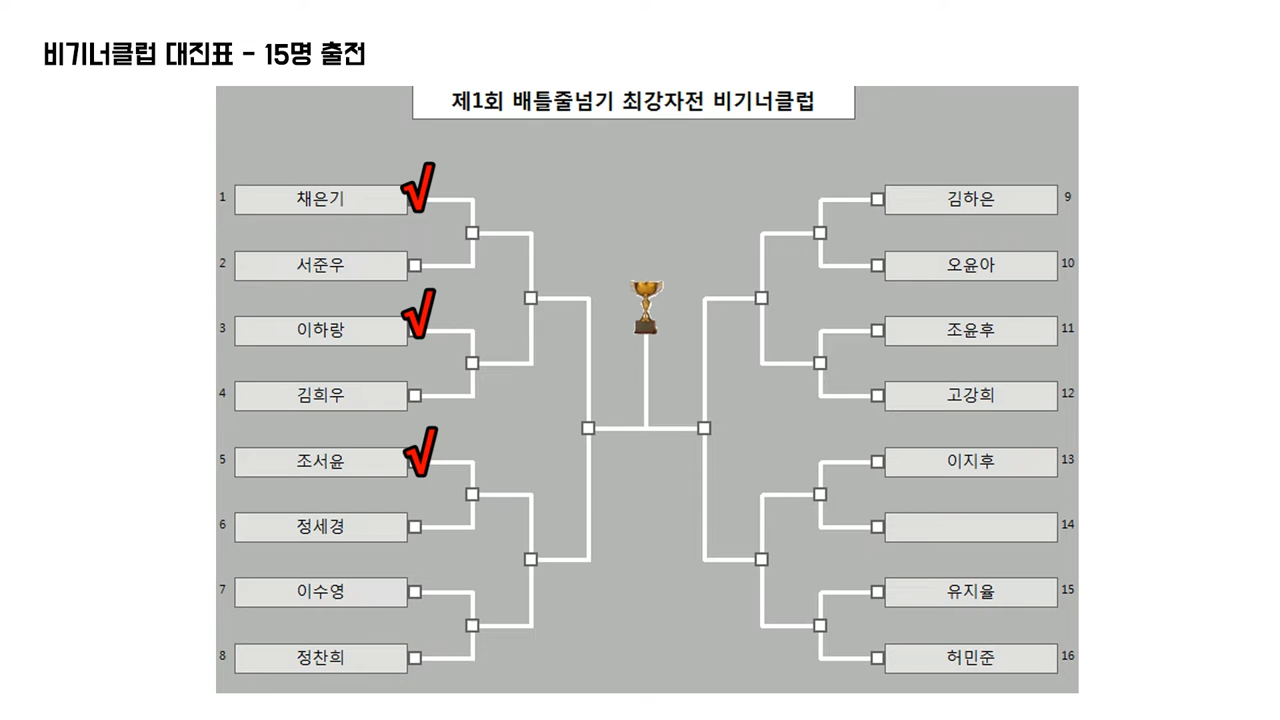 비기너클럽 대진표 - 15명 출전
제1회 배틀줄넘기 최강자전 비기너클럽
1 채은기
2 서준우
3 이하랑
4 김희우
5 조서윤
6 정세경
7 이수영
8 정찬희
김하은 9
오윤아 10
조윤후 11
고강희 12
이지후 13
14
유지율 15
허민준 16